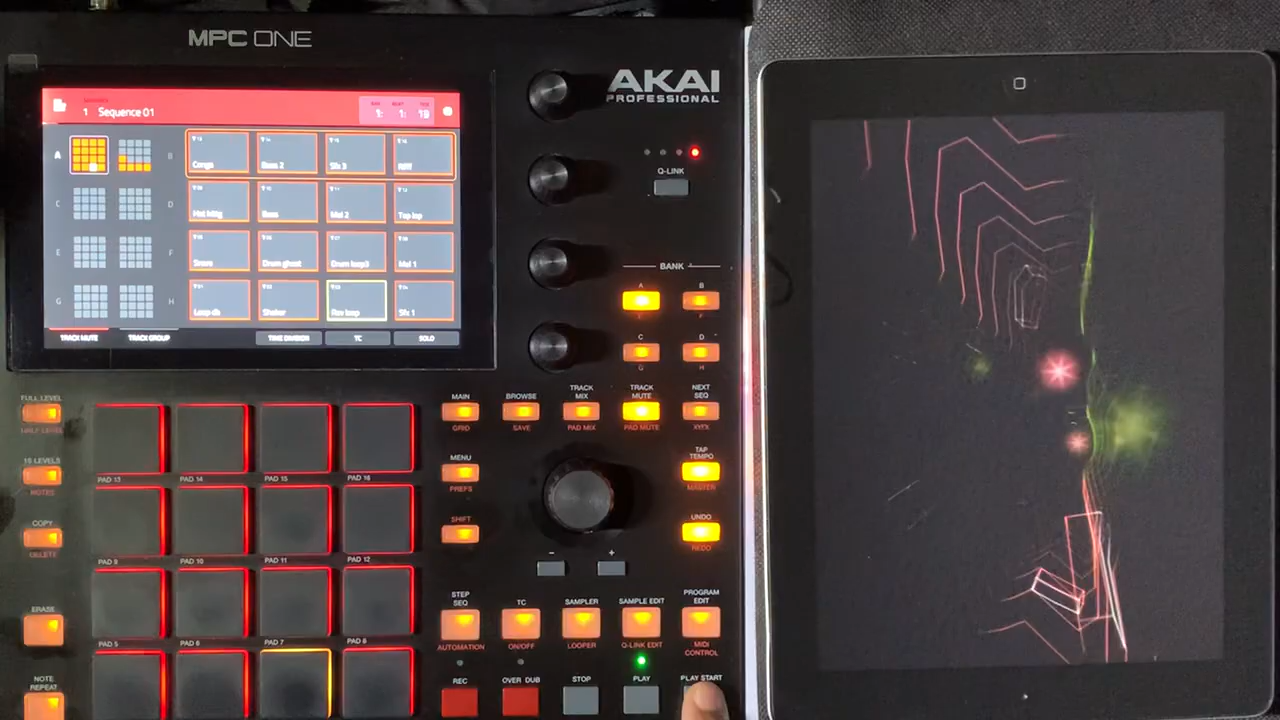 MPC ONE
AKAI
PROFESSIONAL
1 Sequence 01
1: 1: 19
A B
C D
E F
G H
Conga Bass 2 Sfx 3 Riff
Bass Mel 2 Top lop
Snare Drum ghost Drum loop3 Mel 1
Shaker Rev loop Sfx 1
TRACK MUTE TRACK GROUP TIME DIVISION TC SOLO
Q-LINK
BANK
A B
C D
G H
FULL LEVEL
HALF LEVEL
16 LEVELS
NOTES
COPY
DELETE
ERASE
NOTE
REPEAT
PAD 13 PAD 14 PAD 15 PAD 16
PAD 9 PAD 10 PAD 11 PAD 12
PAD 5 PAD 6 PAD 7 PAD 8
MAIN
GRID
BROWSE
SAVE
TRACK
MIX
PAD MIX
TRACK
MUTE
PAD MUTE
NEXT
SEQ
XYFX
MENU
PREFS
TAP
TEMPO
MASTER
SHIFT
UNDO
REDO
− +
STEP
SEQ
AUTOMATION
TC
ON/OFF
SAMPLER
LOOPER
SAMPLE EDIT
Q-LINK EDIT
PROGRAM
EDIT
MIDI
CONTROL
REC OVER DUB STOP PLAY PLAY START